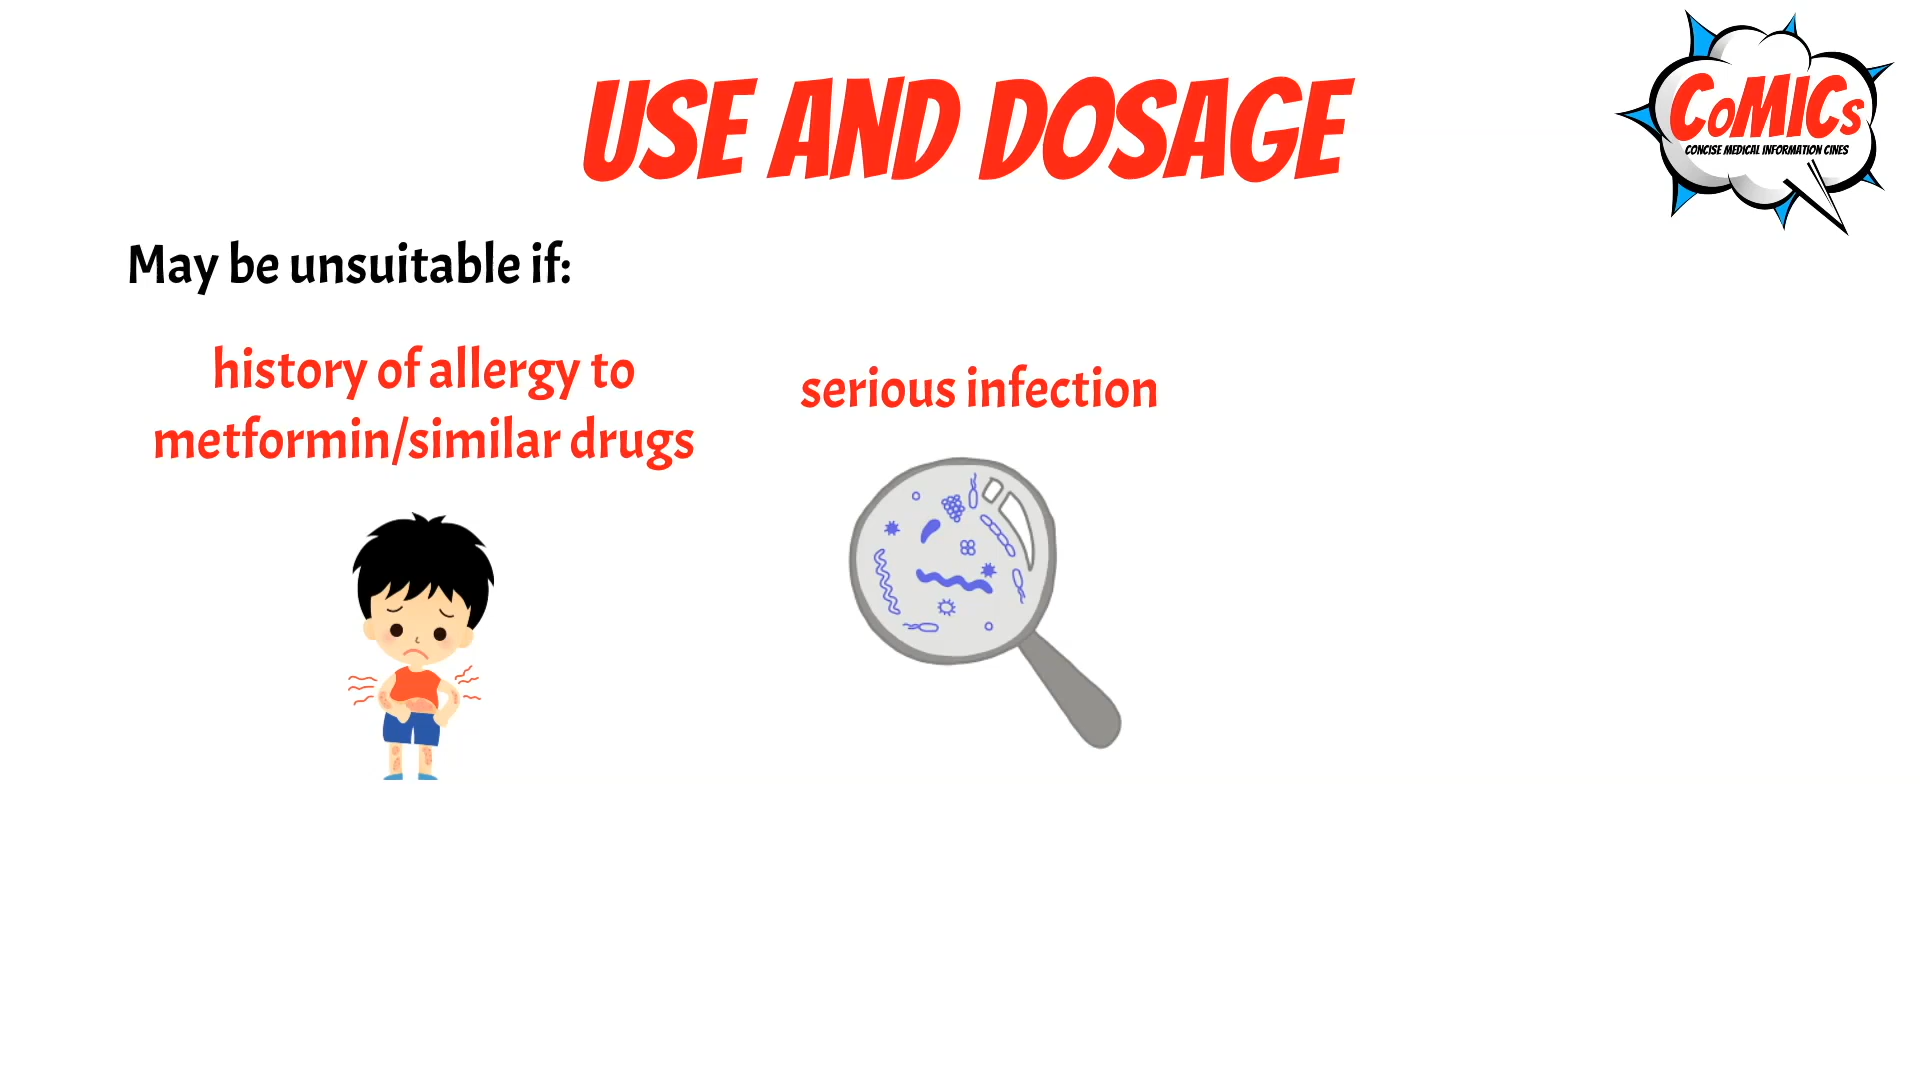 USE AND DOSAGE
CoMICs
CONCISE MEDICAL INFORMATION CINES
May be unsuitable if:
history of allergy to
metformin/similar drugs
serious infection